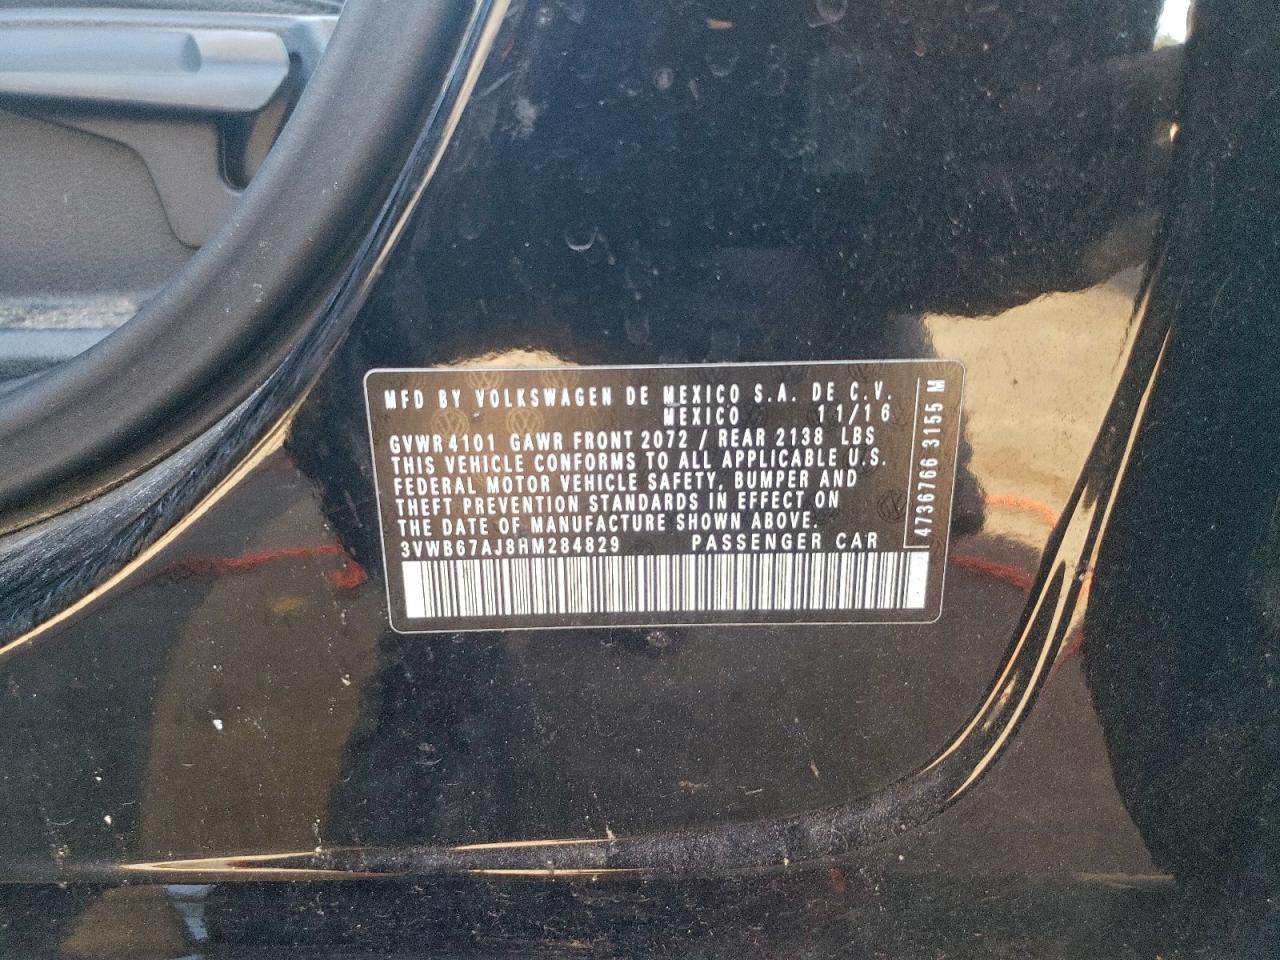 MFD BY VOLKSWAGEN DE MEXICO S.A. DE C.V.
MEXICO 11/16
GVWR 4101 GAWR FRONT 2072 / REAR 2138 LBS
THIS VEHICLE CONFORMS TO ALL APPLICABLE U.S.
FEDERAL MOTOR VEHICLE SAFETY, BUMPER AND
THEFT PREVENTION STANDARDS IN EFFECT ON
THE DATE OF MANUFACTURE SHOWN ABOVE.
3VWB67AJ8HM284829 PASSENGER CAR
4736766 3155 M